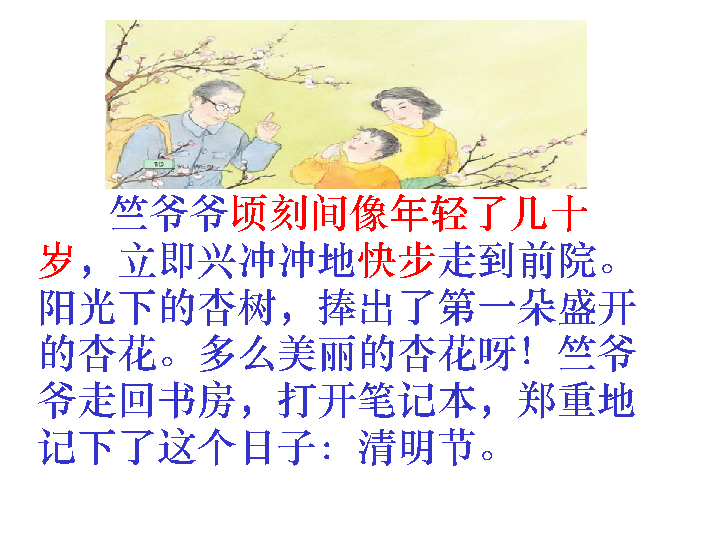 竺爷爷顷刻间像年轻了几十
岁，立即兴冲冲地快步走到前院。
阳光下的杏树，捧出了第一朵盛开
的杏花。多么美丽的杏花呀！竺爷
爷走回书房，打开笔记本，郑重地
记下了这个日子：清明节。